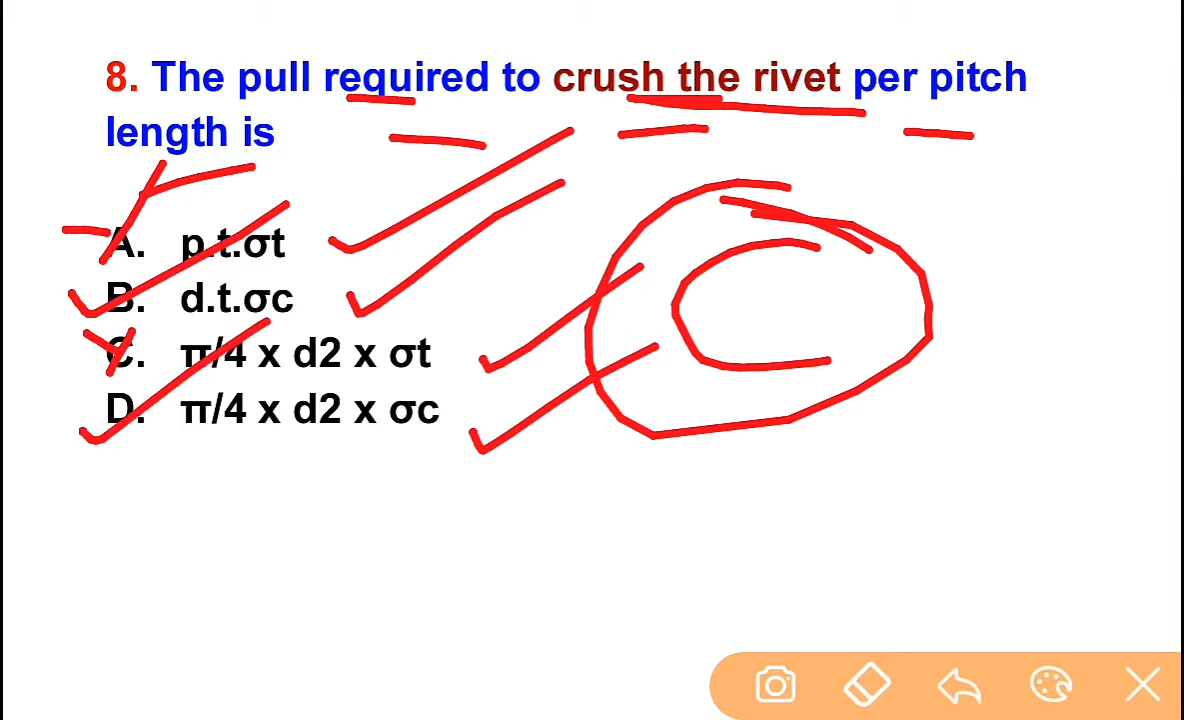 8. The pull required to crush the rivet per pitch
length is
A. p.t.σt
B. d.t.σc
C. π/4 x d2 x σt
D. π/4 x d2 x σc